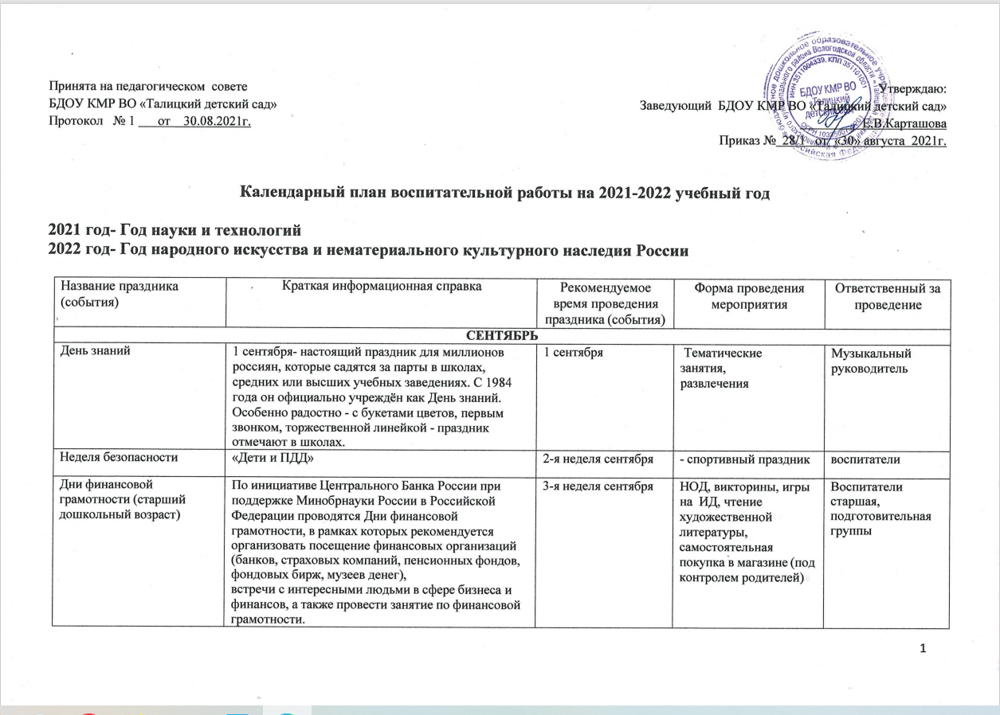 Принята на педагогическом совете
БДОУ КМР ВО «Талицкий детский сад»
Протокол № 1 от 30.08.2021г.
Утверждаю:
Заведующий БДОУ КМР ВО «Талицкий детский сад»
Е.В.Карташова
Приказ № 28/1 от «30» августа 2021г.
ИНН 3511004339, КПП 351101001
БДОУ КМР ВО
«Талицкий
детский сад»
Календарный план воспитательной работы на 2021-2022 учебный год
2021 год- Год науки и технологий
2022 год- Год народного искусства и нематериального культурного наследия России
Название праздника
(события)
Краткая информационная справка
Рекомендуемое
время проведения
праздника (события)
Форма проведения
мероприятия
Ответственный за
проведение
СЕНТЯБРЬ
День знаний
1 сентября- настоящий праздник для миллионов
россиян, которые садятся за парты в школах,
средних или высших учебных заведениях. С 1984
года он официально учреждён как День знаний.
Особенно радостно - с букетами цветов, первым
звонком, торжественной линейкой - праздник
отмечают в школах.
1 сентября
Тематические
занятия,
развлечения
Музыкальный
руководитель
Неделя безопасности
«Дети и ПДД»
2-я неделя сентября
- спортивный праздник
воспитатели
Дни финансовой
грамотности (старший
дошкольный возраст)
По инициативе Центрального Банка России при
поддержке Минобрнауки России в Российской
Федерации проводятся Дни финансовой
грамотности, в рамках которых рекомендуется
организовать посещение финансовых организаций
(банков, страховых компаний, пенсионных фондов,
фондовых бирж, музеев денег),
встречи с интересными людьми в сфере бизнеса и
финансов, а также провести занятие по финансовой
грамотности.
3-я неделя сентября
НОД, викторины, игры
на ИД, чтение
художественной
литературы,
самостоятельная
покупка в магазине (под
контролем родителей)
Воспитатели
старшая,
подготовительная
группы
1